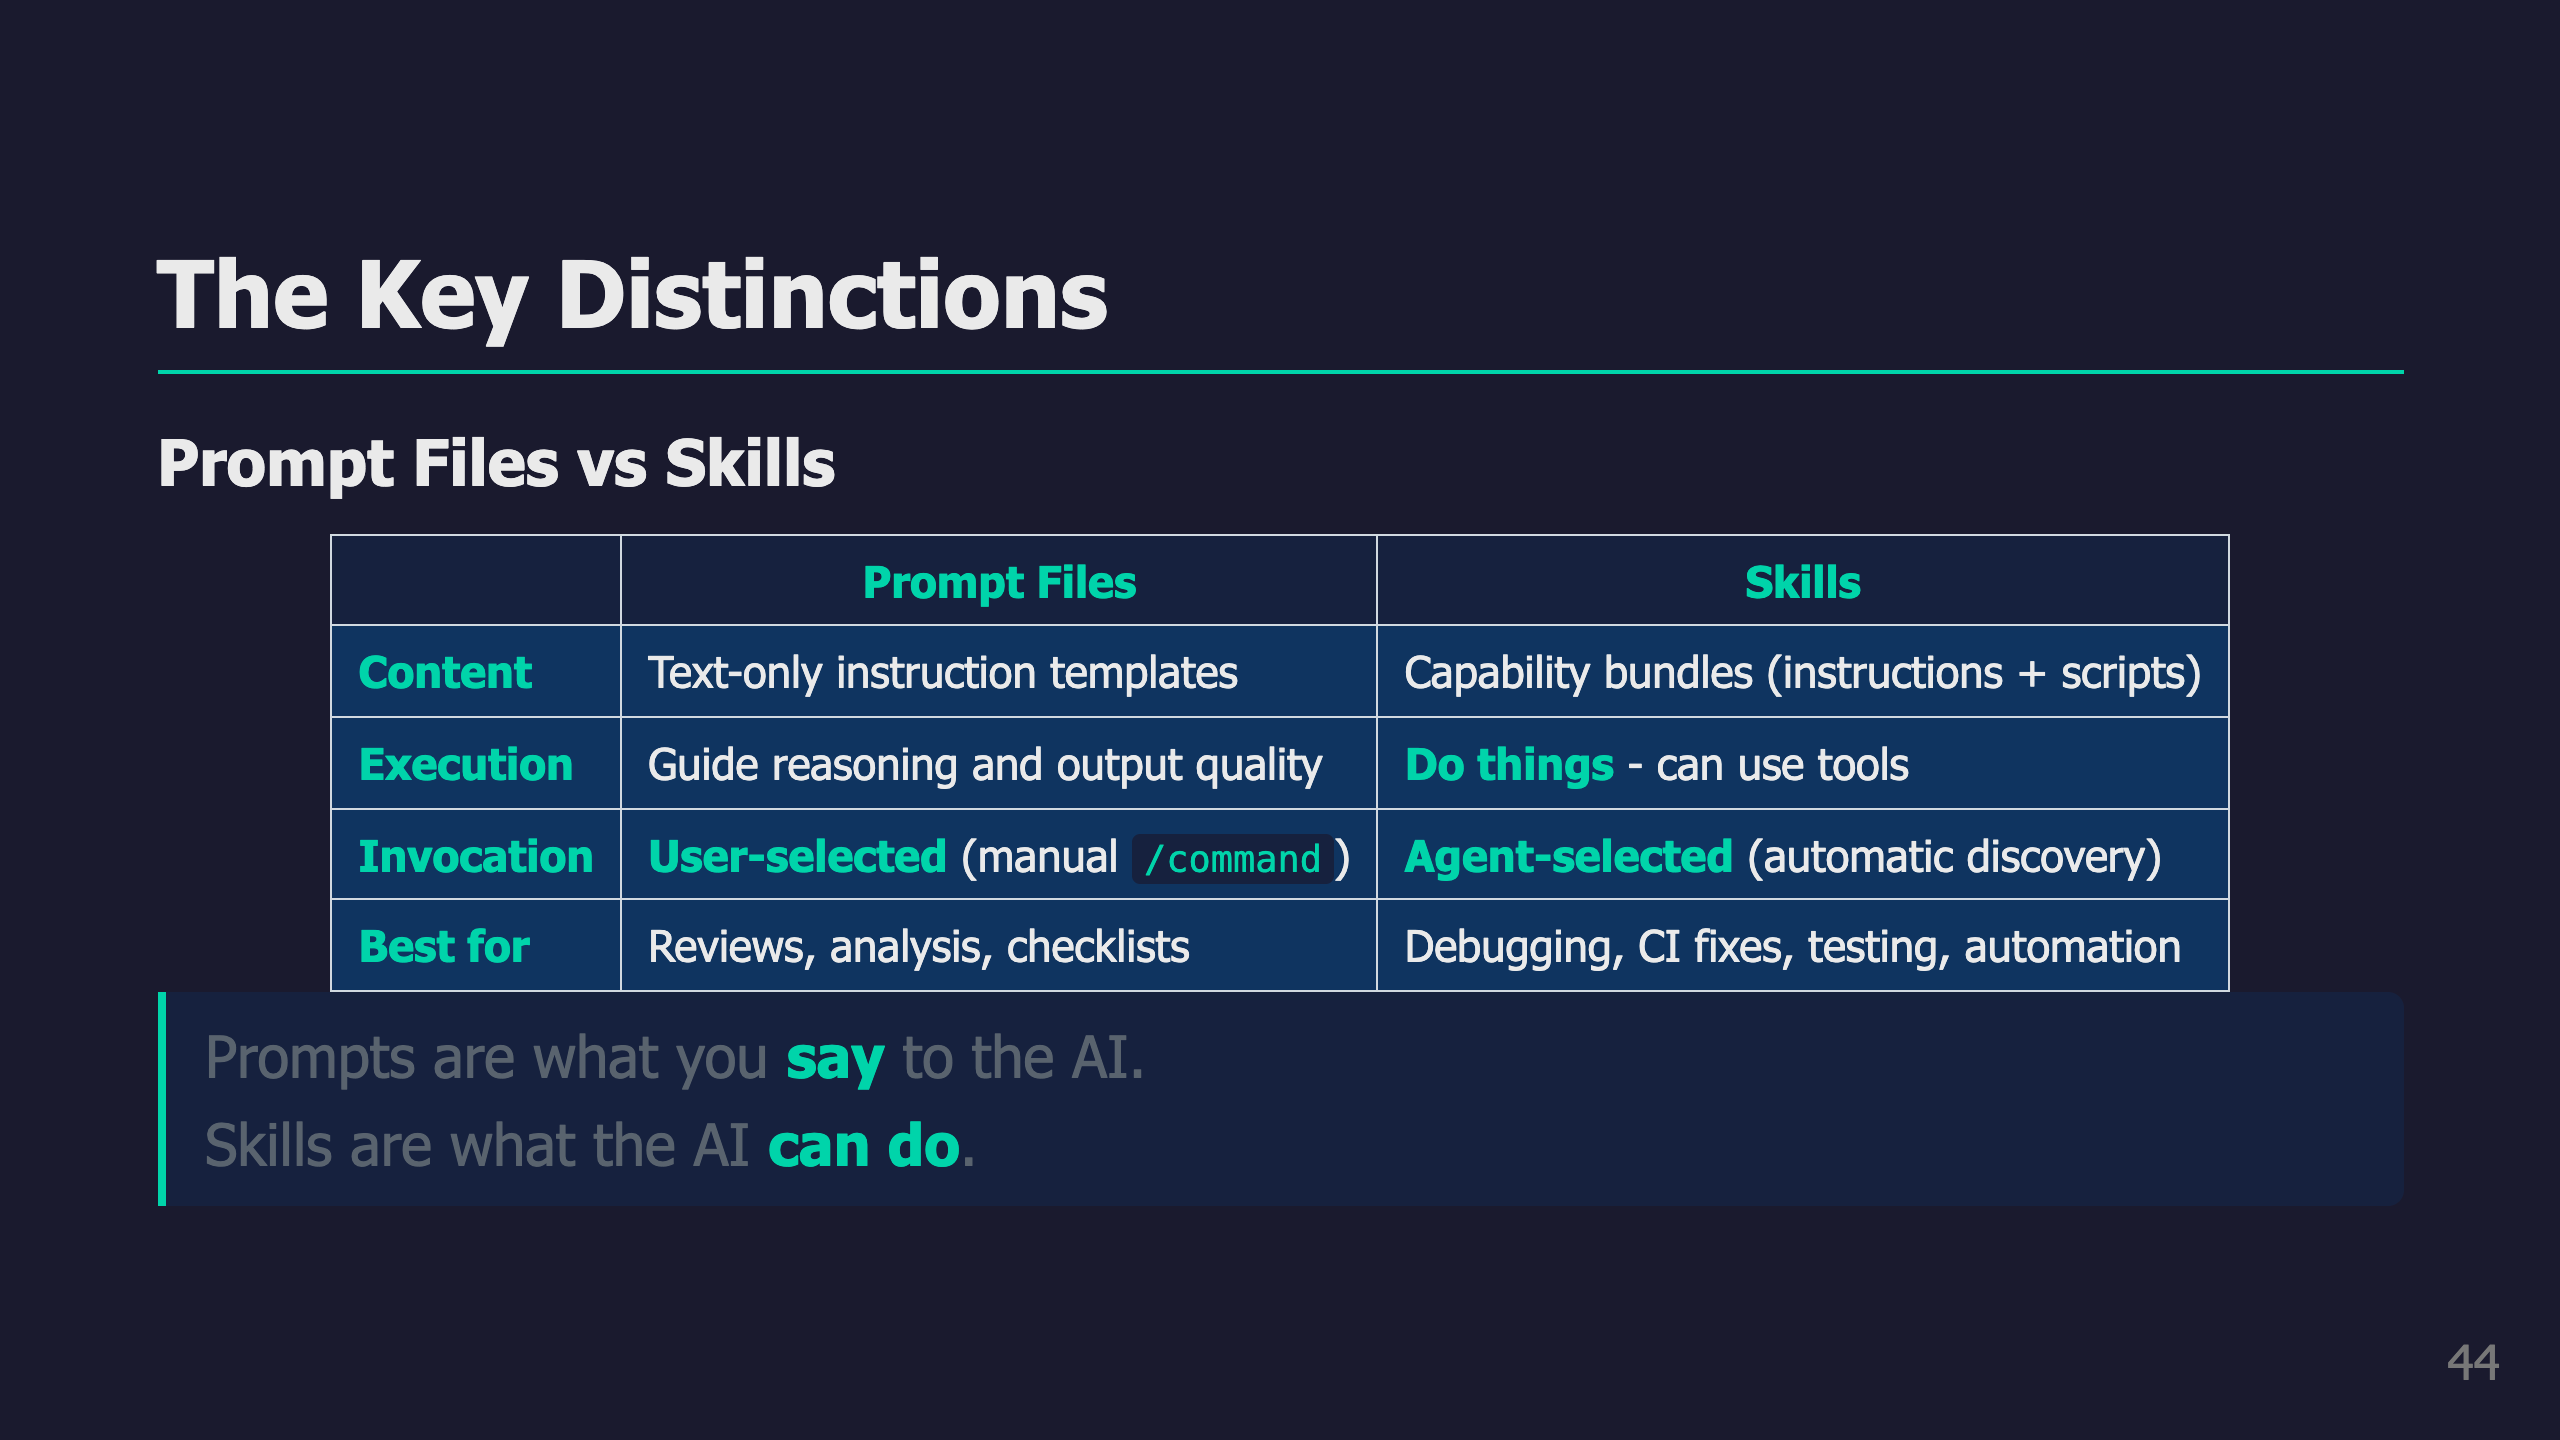 The Key Distinctions
Prompt Files vs Skills
Prompt Files Skills
Content Text-only instruction templates Capability bundles (instructions + scripts)
Execution Guide reasoning and output quality Do things - can use tools
Invocation User-selected (manual /command) Agent-selected (automatic discovery)
Best for Reviews, analysis, checklists Debugging, CI fixes, testing, automation
Prompts are what you say to the AI.
Skills are what the AI can do.
44